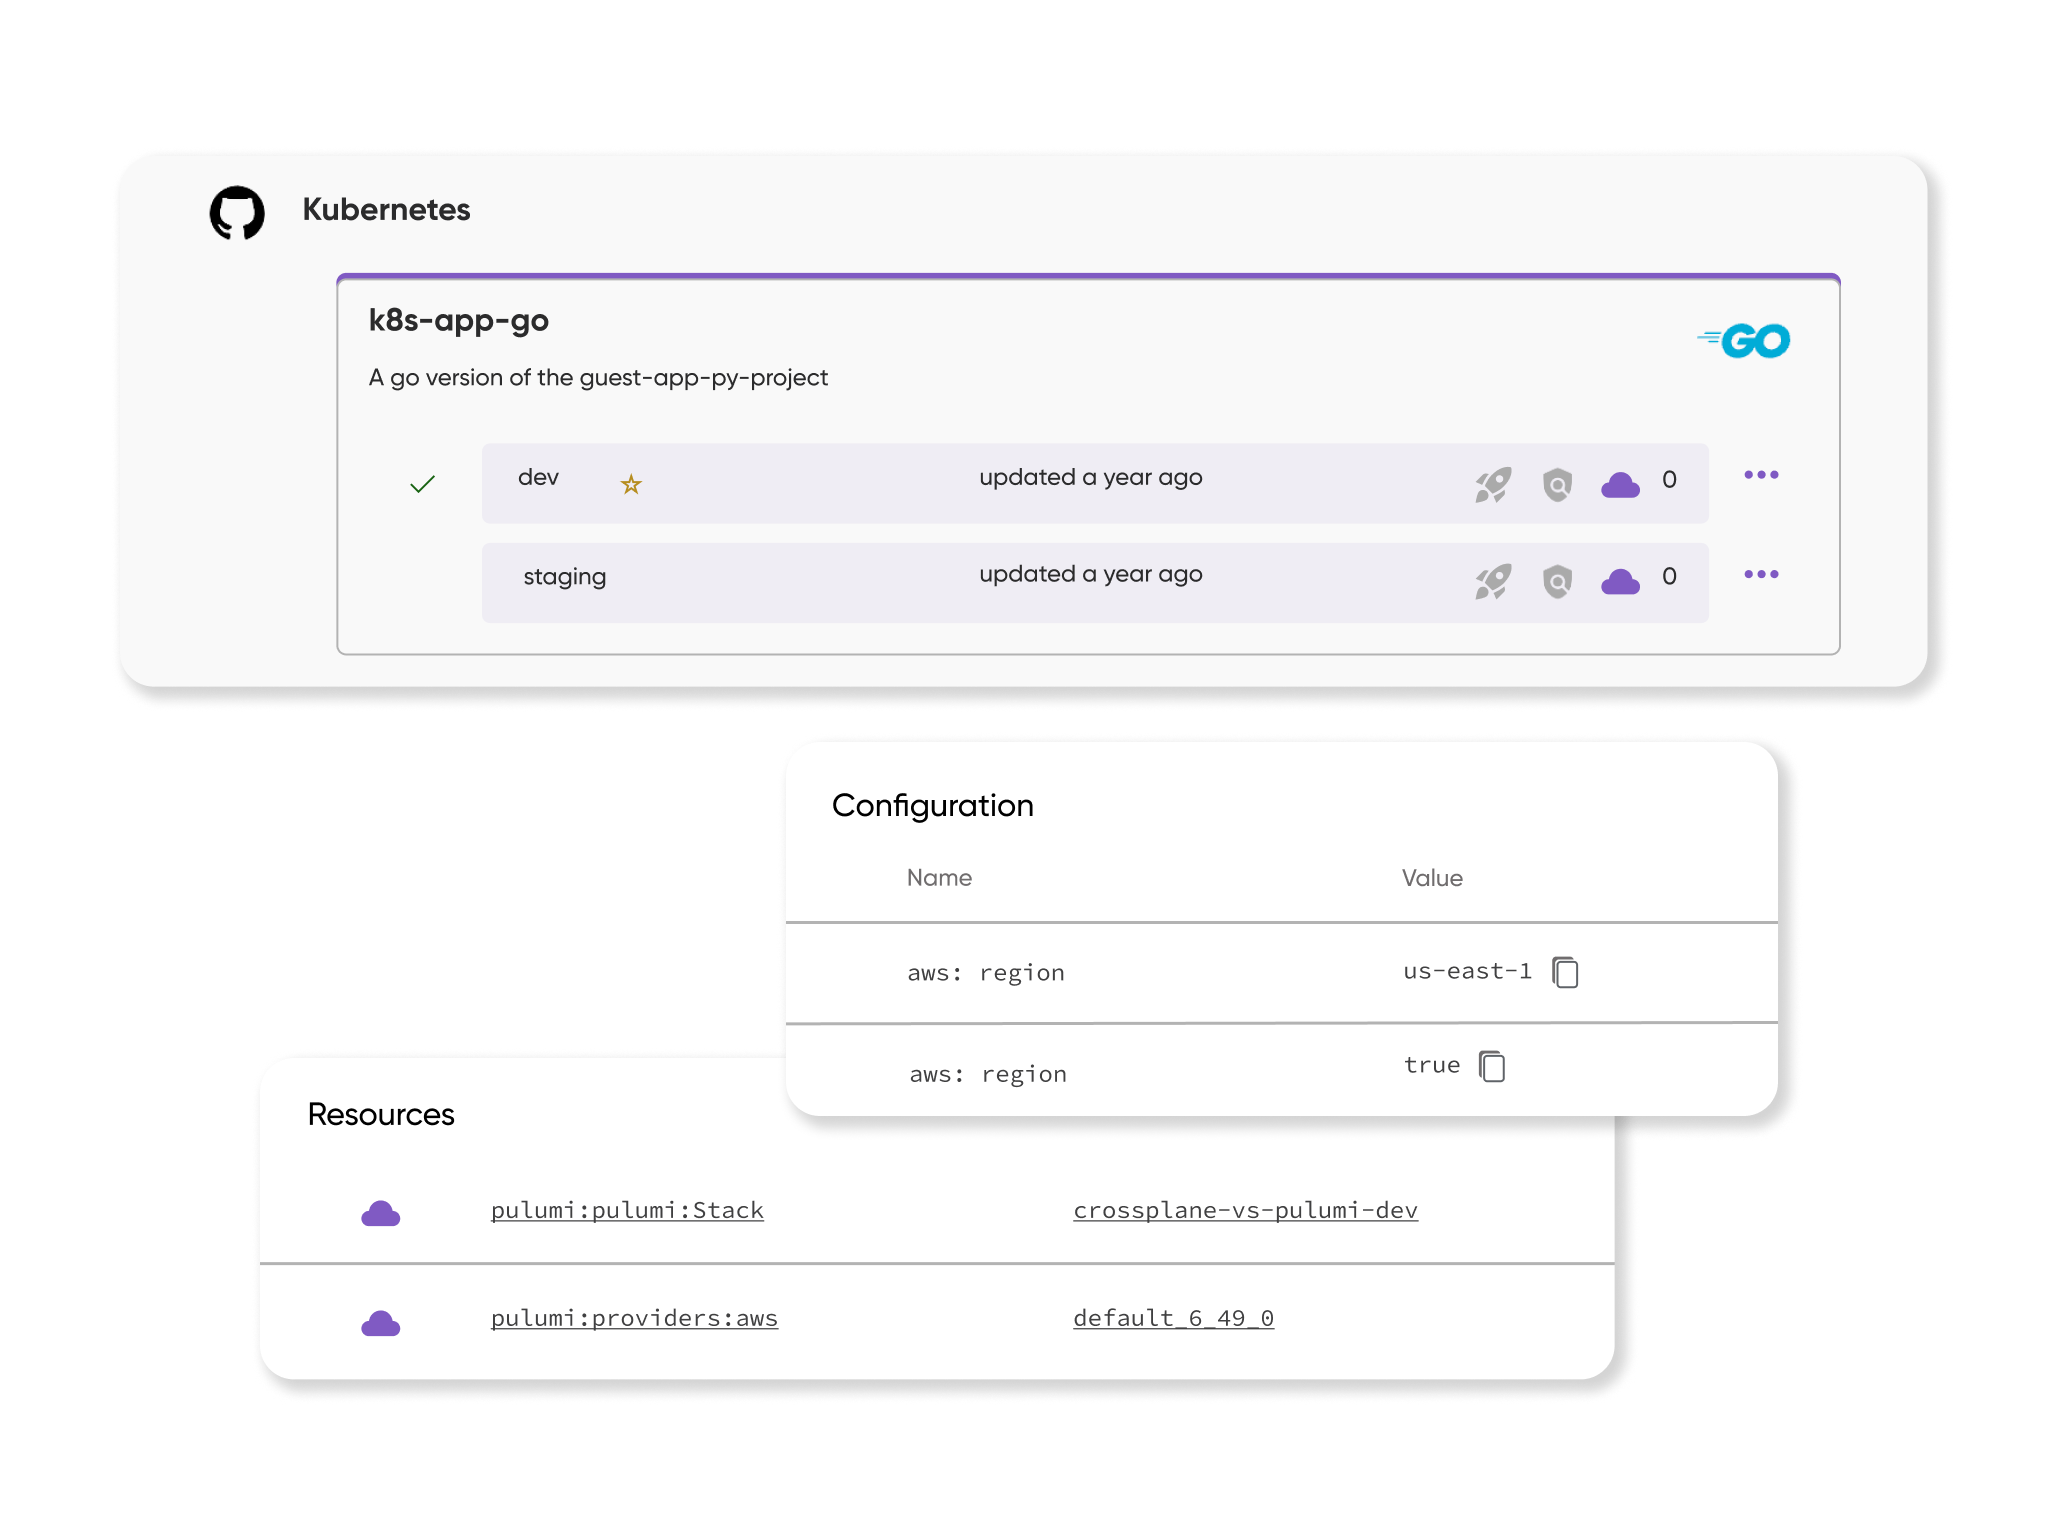 Kubernetes
k8s-app-go
GO
A go version of the guest-app-py-project
dev updated a year ago 0
staging updated a year ago 0
Configuration
Name Value
aws: region us-east-1
aws: region true
Resources
pulumi:pulumi:Stack crossplane-vs-pulumi-dev
pulumi:providers:aws default_6_49_0